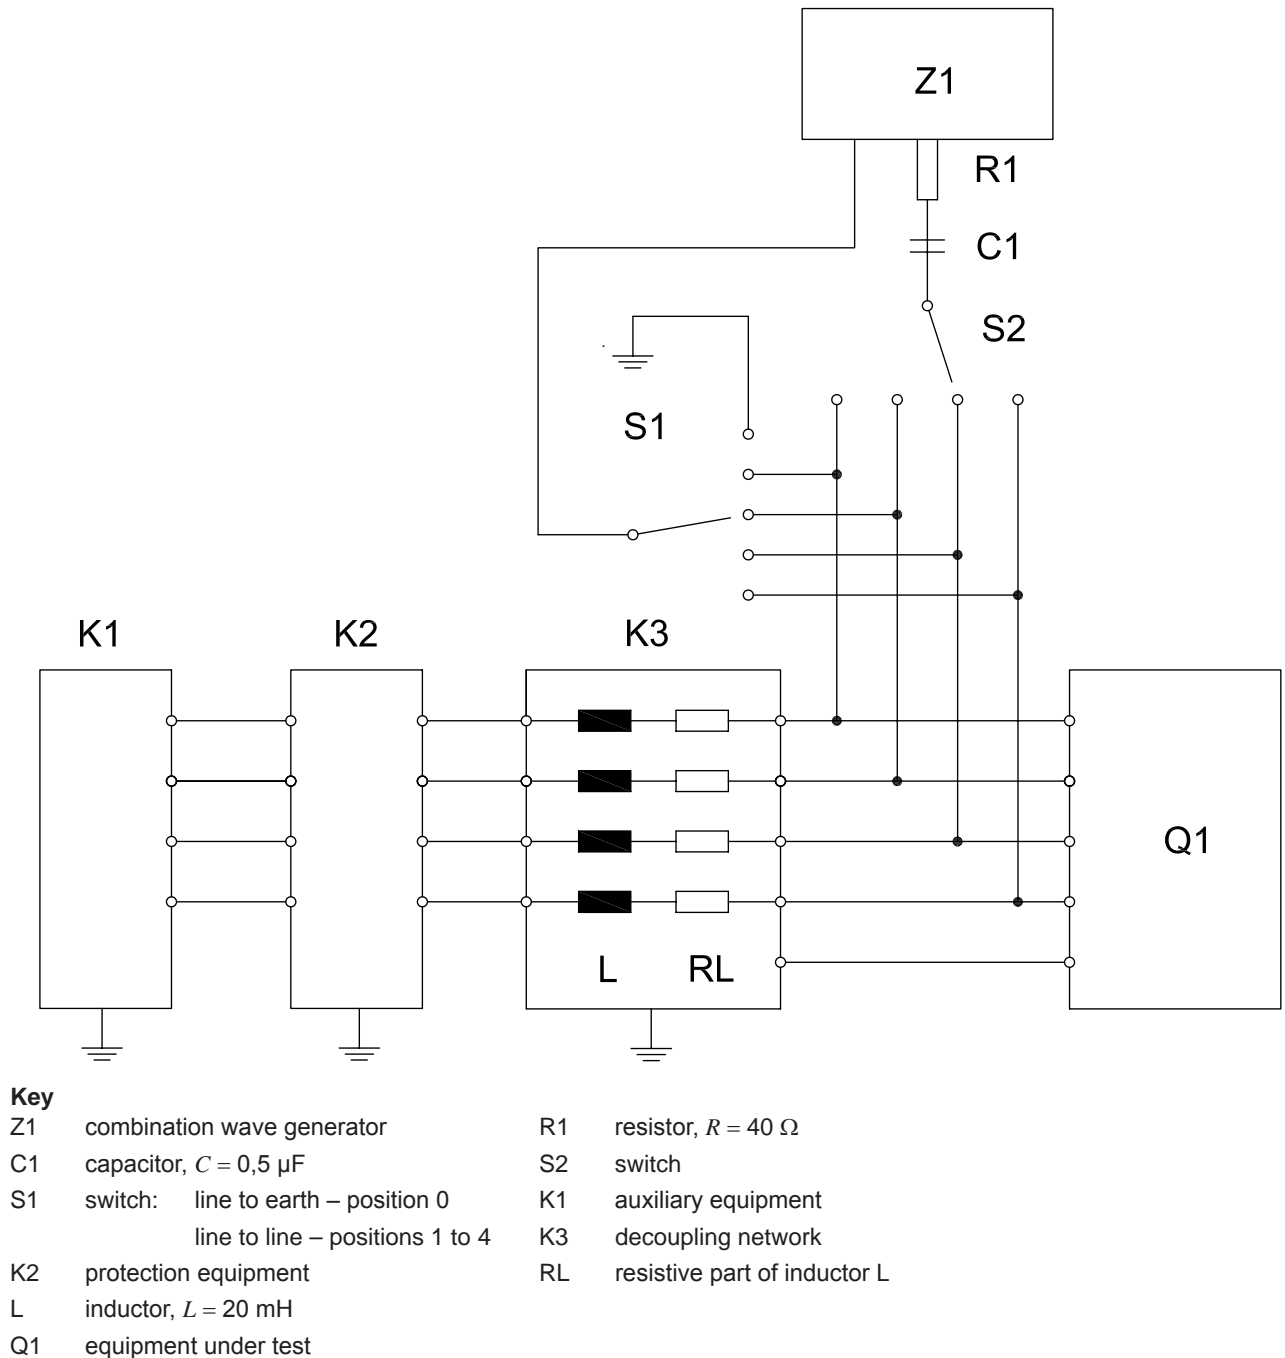 Z1
R1
C1
S2
S1
K1 K2 K3
Q1
L RL
Key
Z1 combination wave generator R1 resistor, R = 40 Ω
C1 capacitor, C = 0,5 μF S2 switch
S1 switch: line to earth – position 0 K1 auxiliary equipment
line to line – positions 1 to 4 K3 decoupling network
K2 protection equipment RL resistive part of inductor L
L inductor, L = 20 mH
Q1 equipment under test